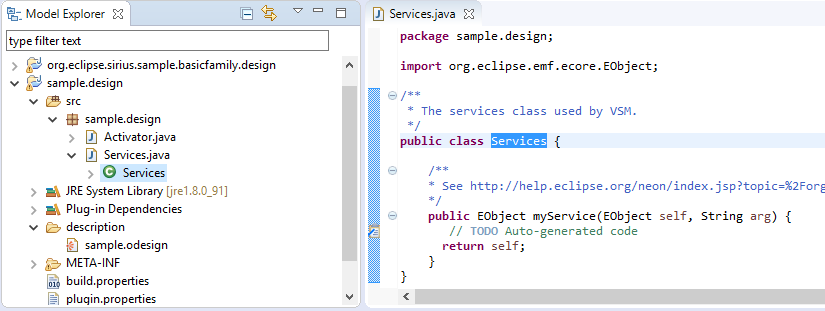 Model Explorer
type filter text
org.eclipse.sirius.sample.basicfamily.design
sample.design
src
sample.design
Activator.java
Services.java
Services
JRE System Library [jre1.8.0_91]
Plug-in Dependencies
description
sample.odesign
META-INF
build.properties
plugin.properties
Services.java
package sample.design;
import org.eclipse.emf.ecore.EObject;
/**
* The services class used by VSM.
*/
public class Services {
/**
* See http://help.eclipse.org/neon/index.jsp?topic=%2Forg
*/
public EObject myService(EObject self, String arg) {
// TODO Auto-generated code
return self;
}
}